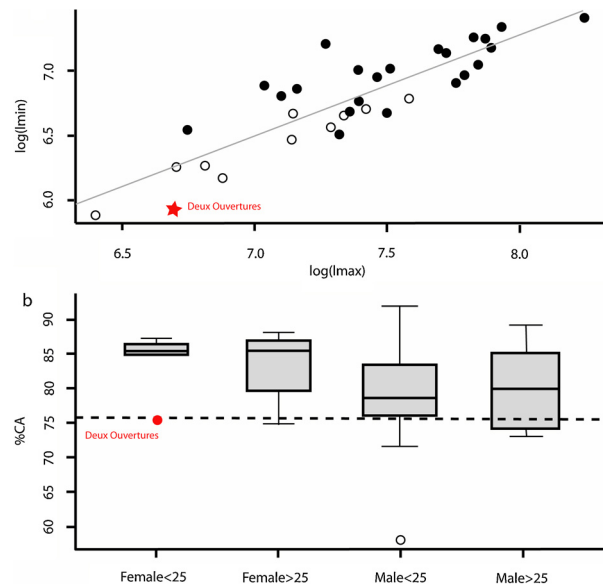 7.0
6.5
6.0
log(Imin)
Deux Ouvertures
6.5 7.0 7.5 8.0
log(Imax)
b
90
85
80
75
70
65
60
%CA
Deux Ouvertures
Female<25 Female>25 Male<25 Male>25